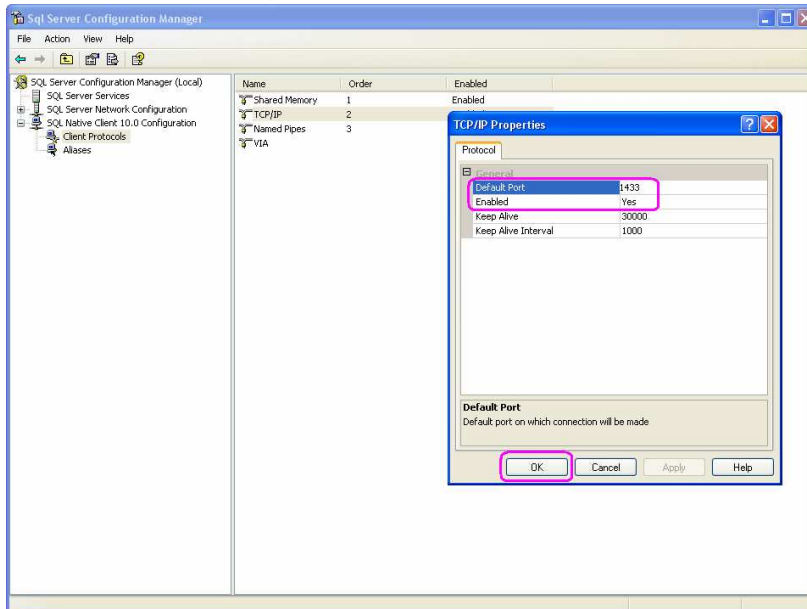 Sql Server Configuration Manager
File Action View Help
SQL Server Configuration Manager (Local)
SQL Server Services
SQL Server Network Configuration
SQL Native Client 10.0 Configuration
Client Protocols
Aliases
Name Order Enabled
Shared Memory 1 Enabled
TCP/IP 2
Named Pipes 3
VIA
TCP/IP Properties
Protocol
General
Default Port 1433
Enabled Yes
Keep Alive 30000
Keep Alive Interval 1000
Default Port
Default port on which connection will be made
OK Cancel Apply Help